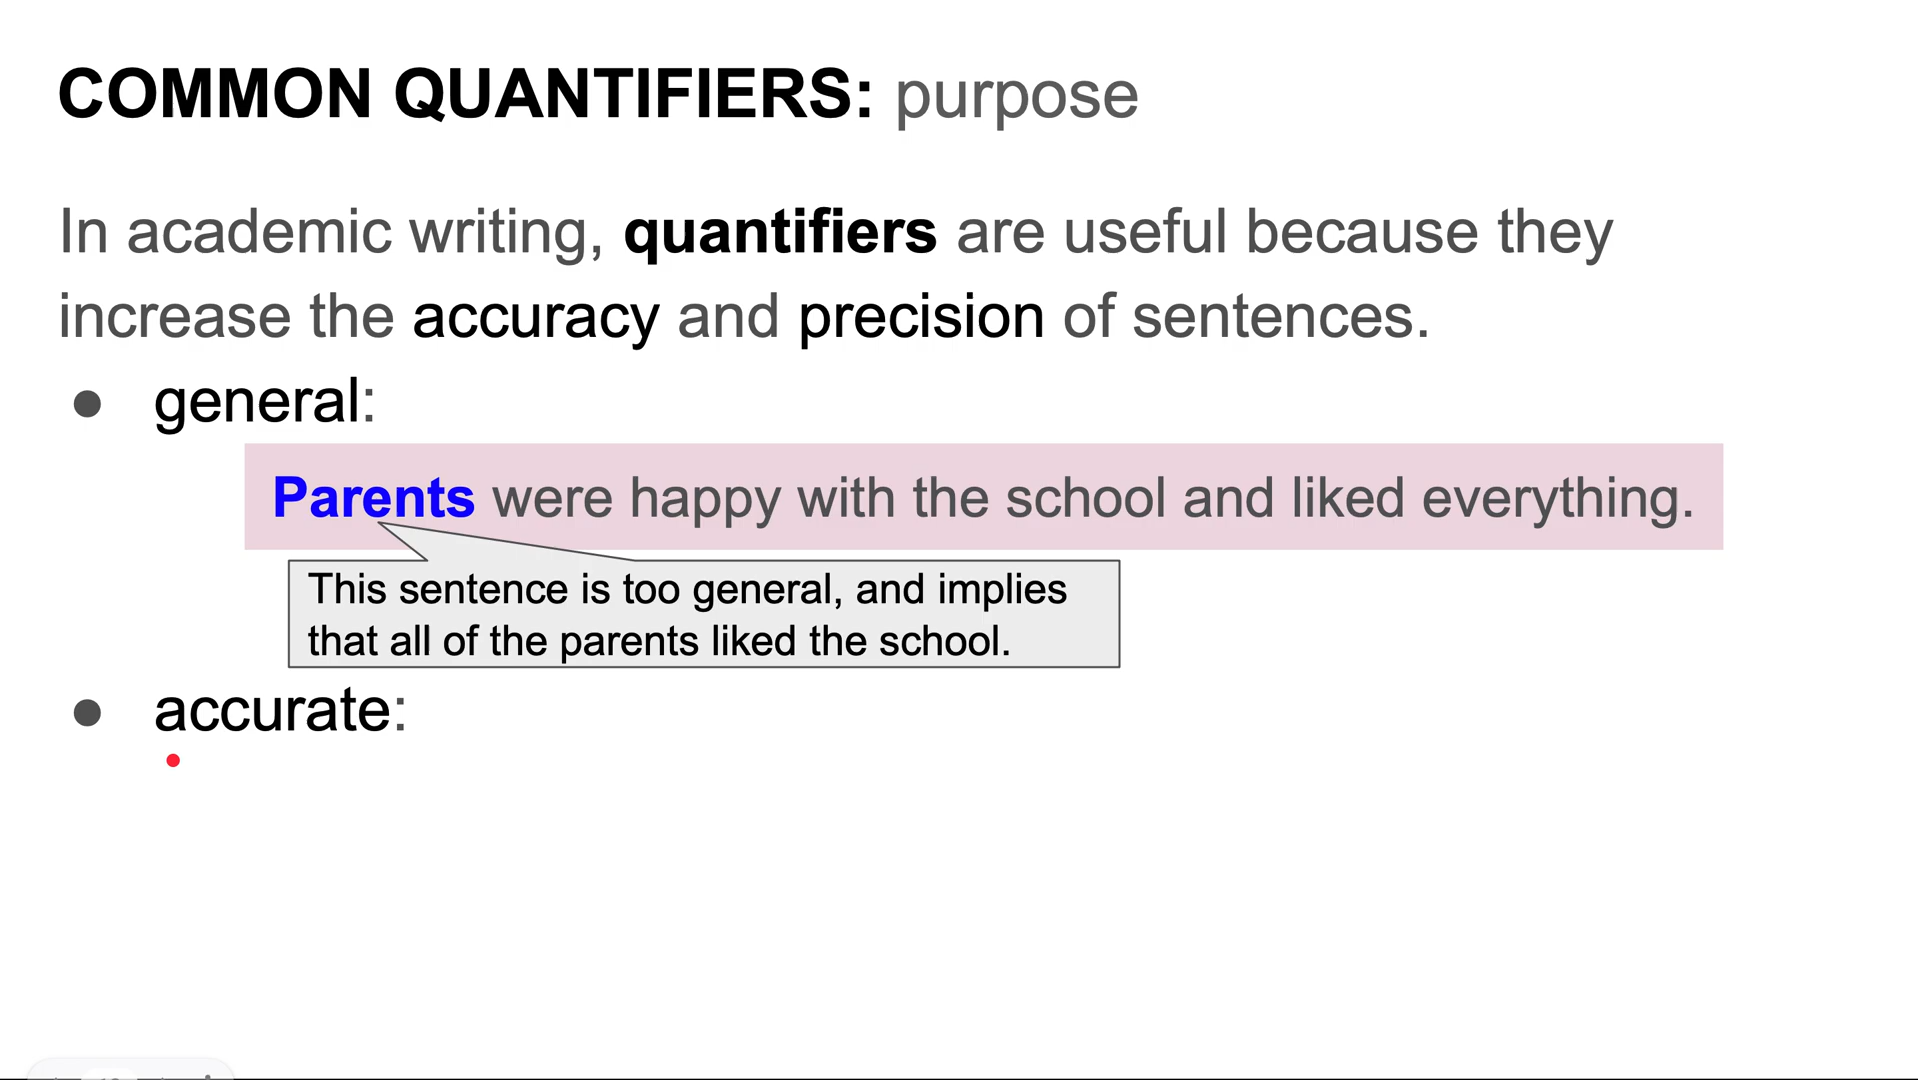 COMMON QUANTIFIERS: purpose
In academic writing, quantifiers are useful because they
increase the accuracy and precision of sentences.
● general:
Parents were happy with the school and liked everything.
This sentence is too general, and implies
that all of the parents liked the school.
● accurate: